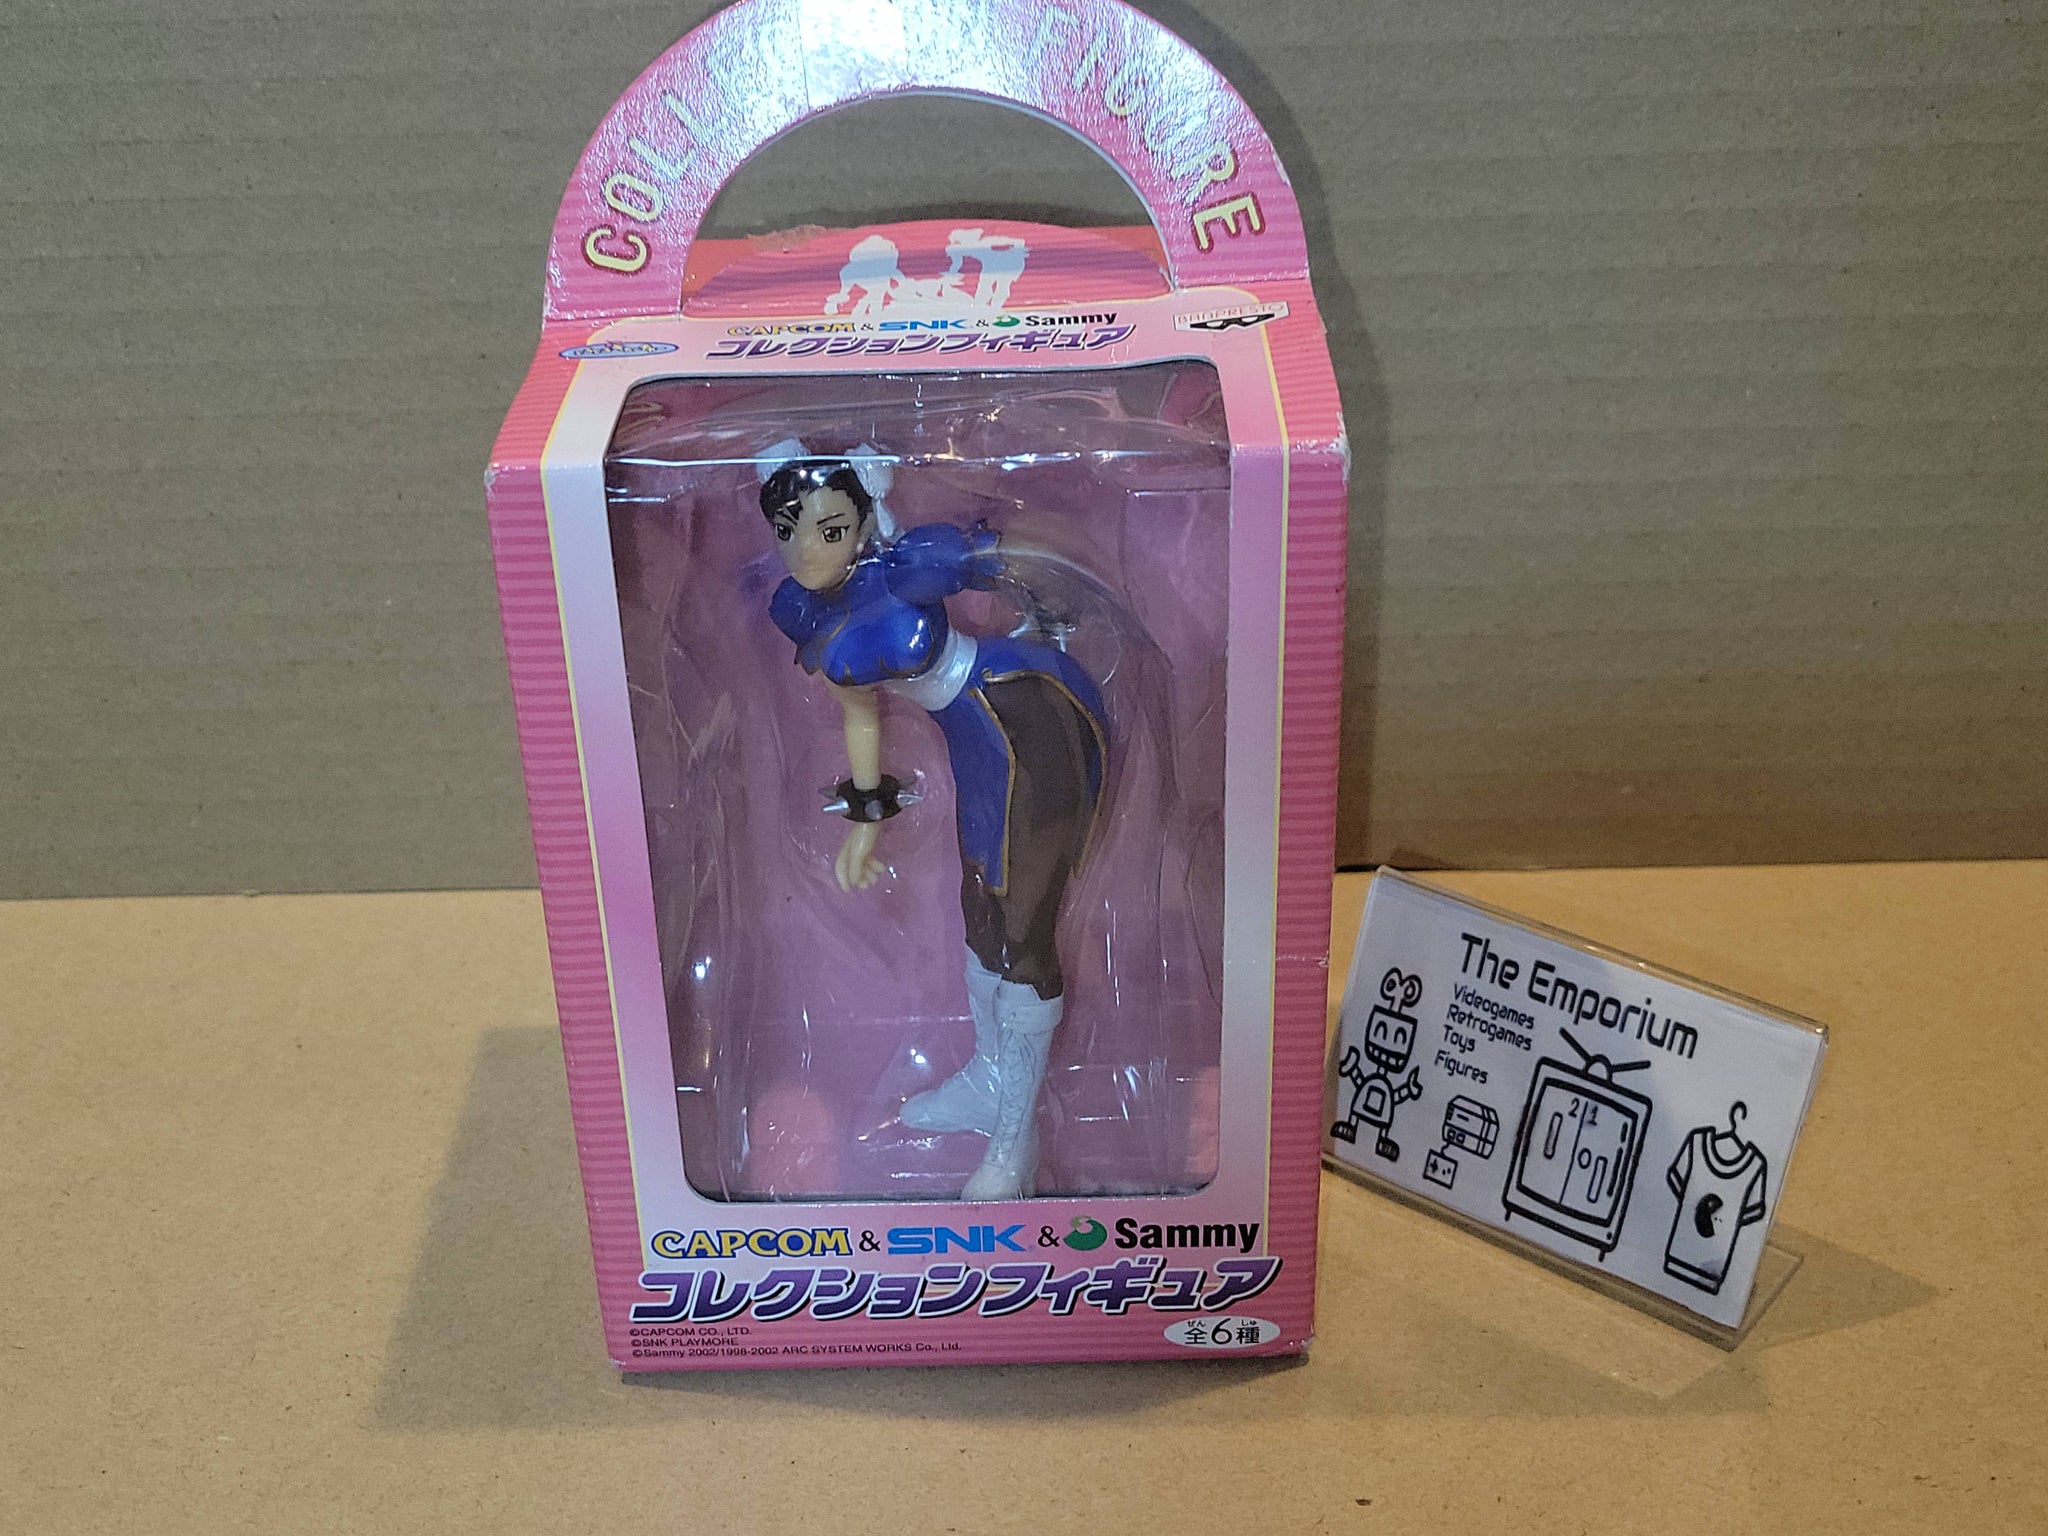 COLLE FIGURE
CAPCOM & SNK & Sammy
コレクションフィギュア
BANPRESTO
CAPCOM & SNK & Sammy
コレクションフィギュア
©CAPCOM CO., LTD.
©SNK PLAYMORE
©Sammy 2002/1998-2002 ARC SYSTEM WORKS Co., Ltd.
ぜん しゅ
全6種
The Emporium
Videogames
Retrogames
Toys
Figures
21